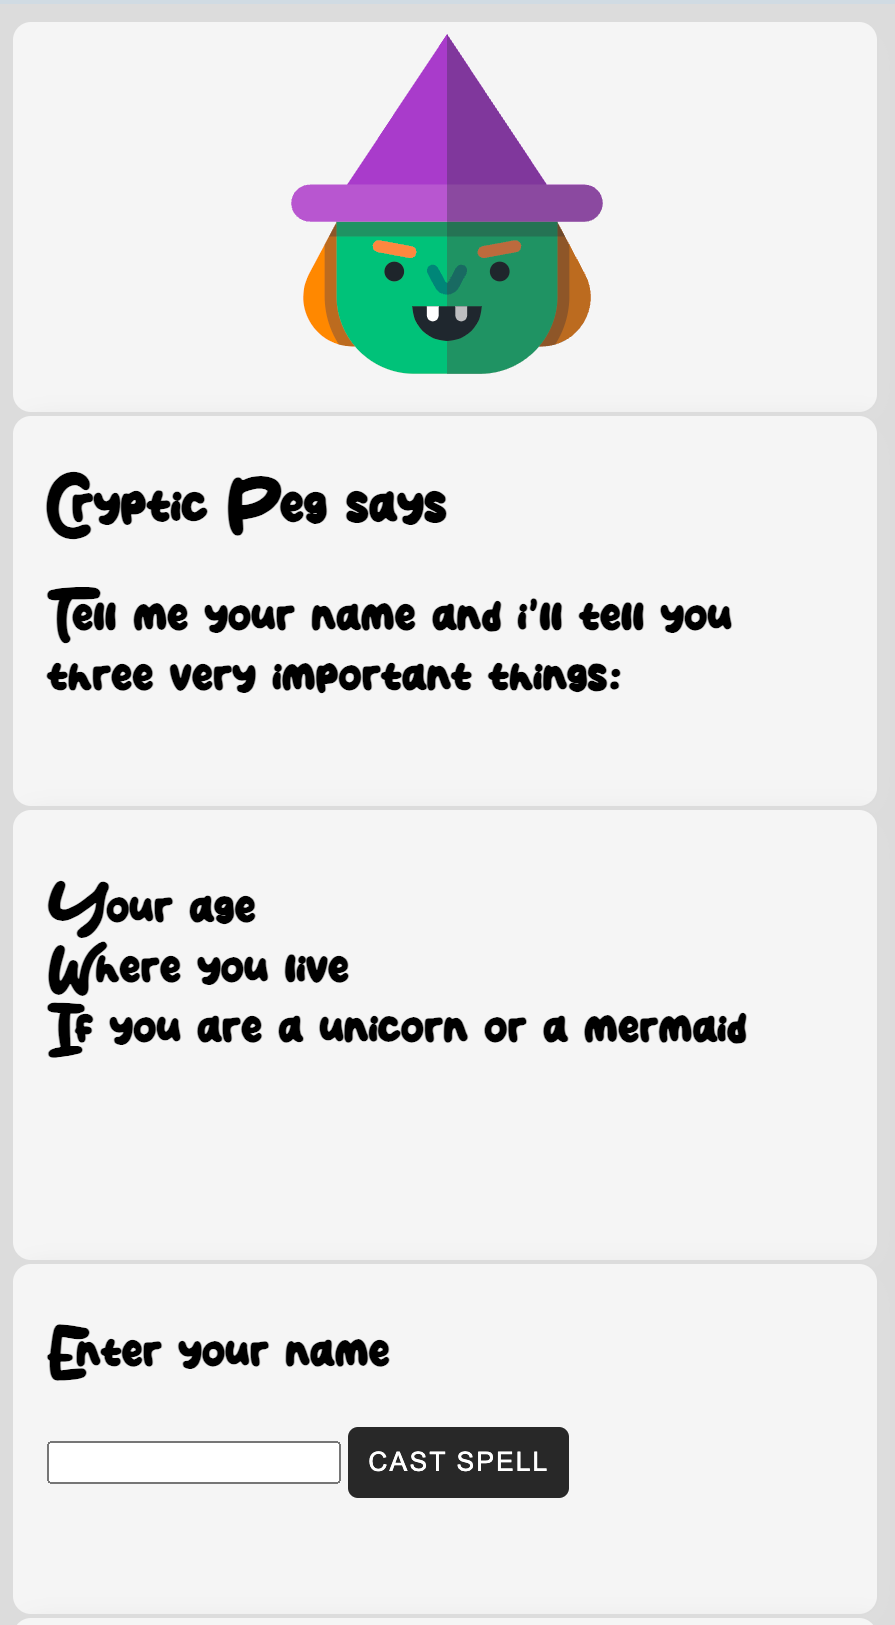 Cryptic Peg says
Tell me your name and i'll tell you
three very important things:
Your age
Where you live
If you are a unicorn or a mermaid
Enter your name
CAST SPELL